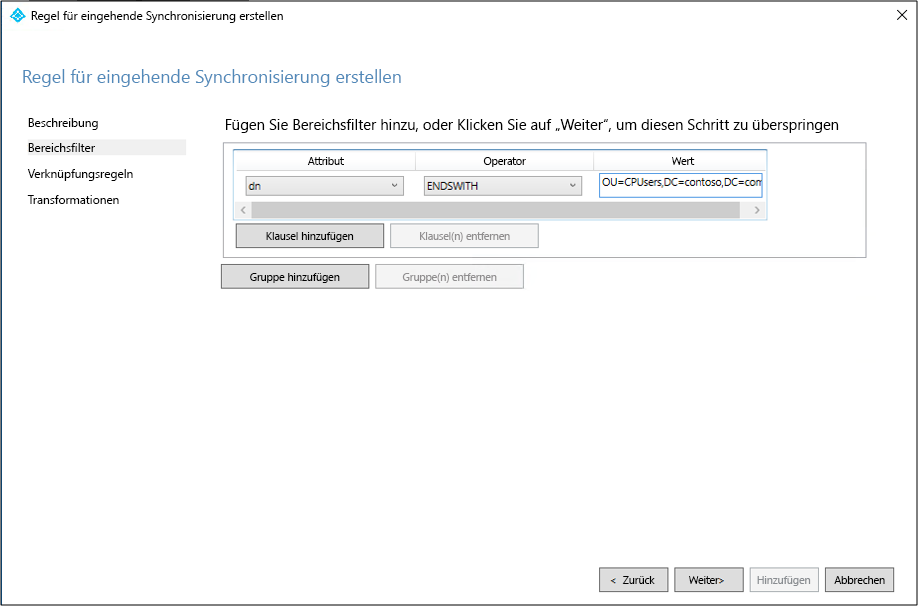 Regel für eingehende Synchronisierung erstellen
Regel für eingehende Synchronisierung erstellen
Beschreibung
Bereichsfilter
Verknüpfungsregeln
Transformationen
Fügen Sie Bereichsfilter hinzu, oder Klicken Sie auf „Weiter“, um diesen Schritt zu überspringen
Attribut Operator Wert
dn ENDSWITH OU=CPUsers,DC=contoso,DC=com
Klausel hinzufügen Klausel(n) entfernen
Gruppe hinzufügen Gruppe(n) entfernen
< Zurück Weiter> Hinzufügen Abbrechen